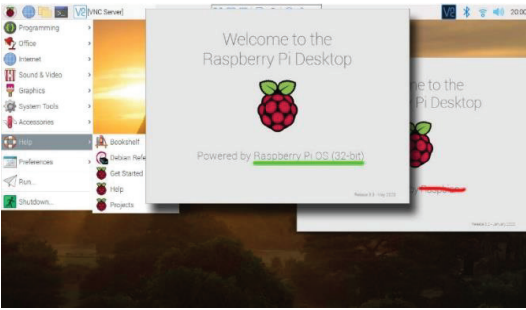 [VNC Server]
20:00
Programming
Office
Internet
Sound & Video
Graphics
System Tools
Accessories
Help
Preferences
Run...
Shutdown...
Bookshelf
Debian Refe
Get Started
Help
Projects
Welcome to the
Raspberry Pi Desktop
Powered by Raspberry Pi OS (32-bit)
me to the
Pi Desktop